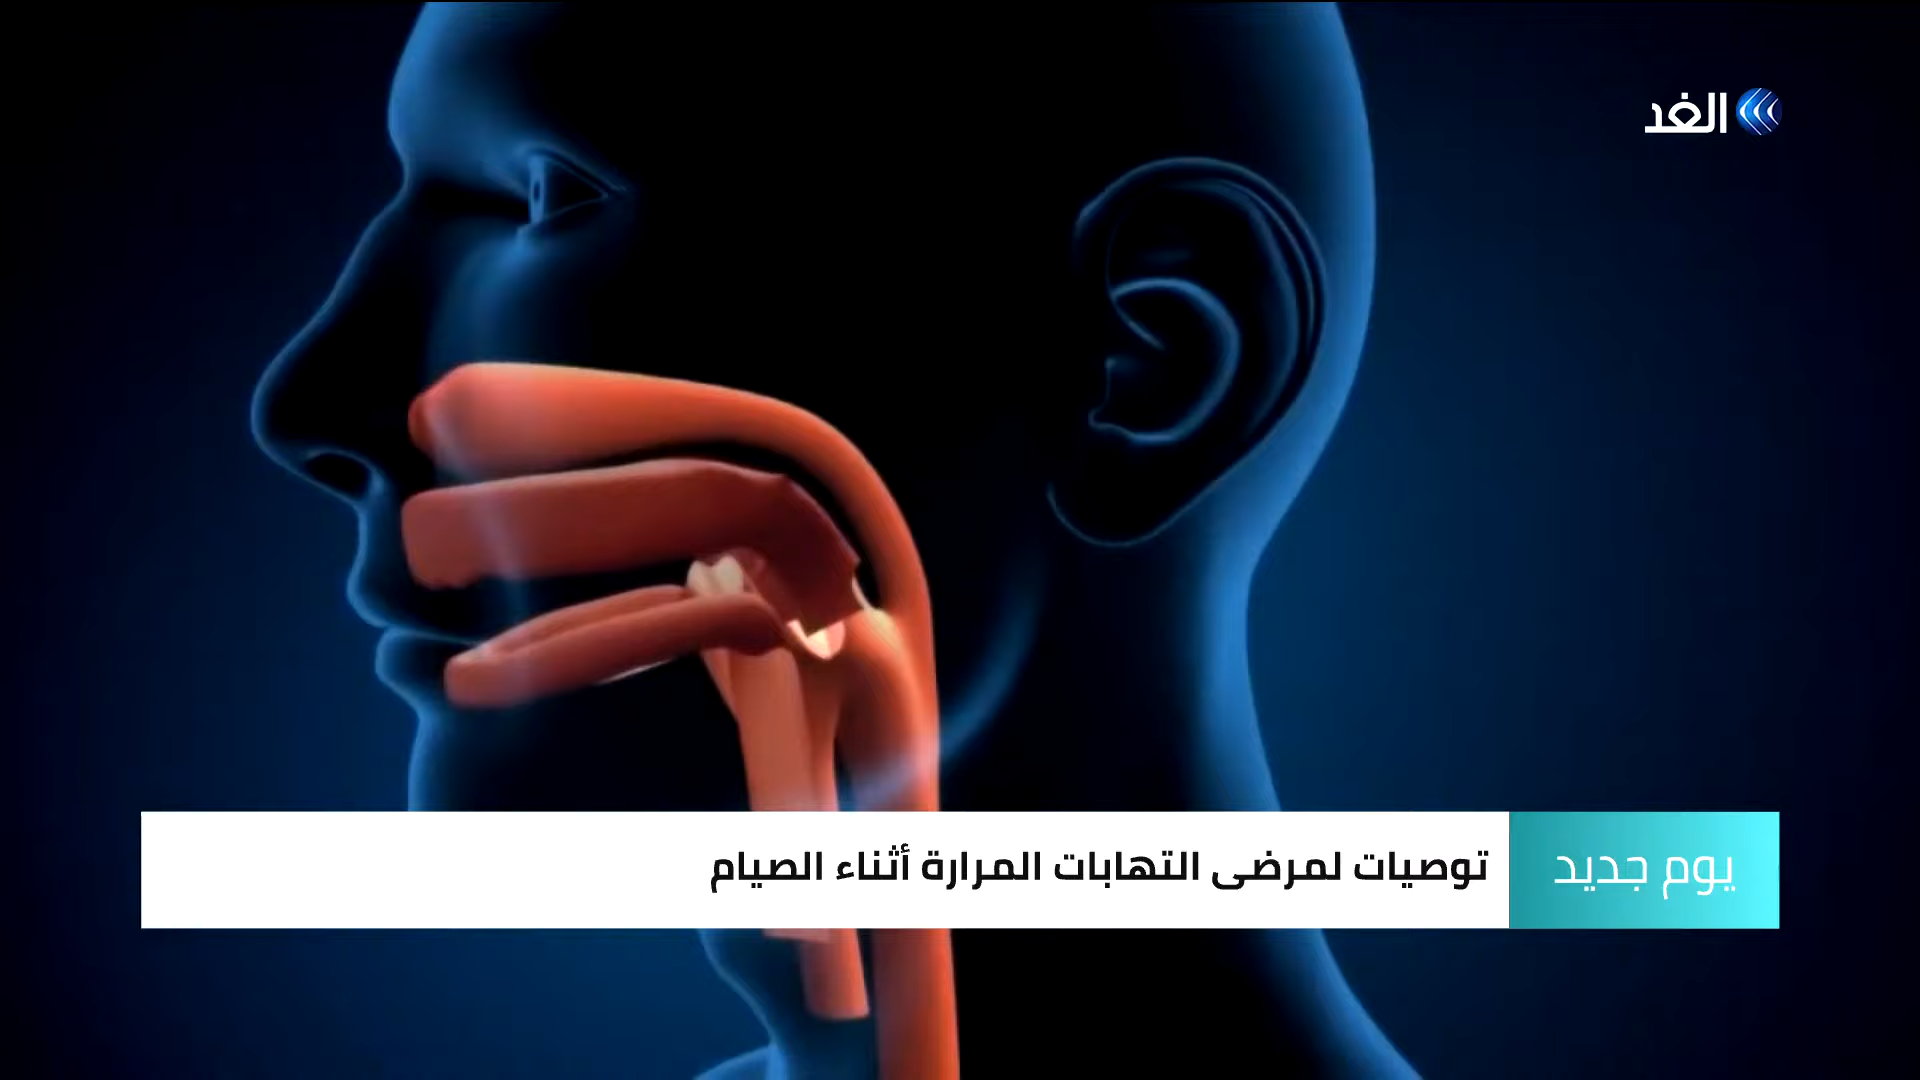 الغد
يوم جديد
توصيات لمرضى التهابات المرارة أثناء الصيام